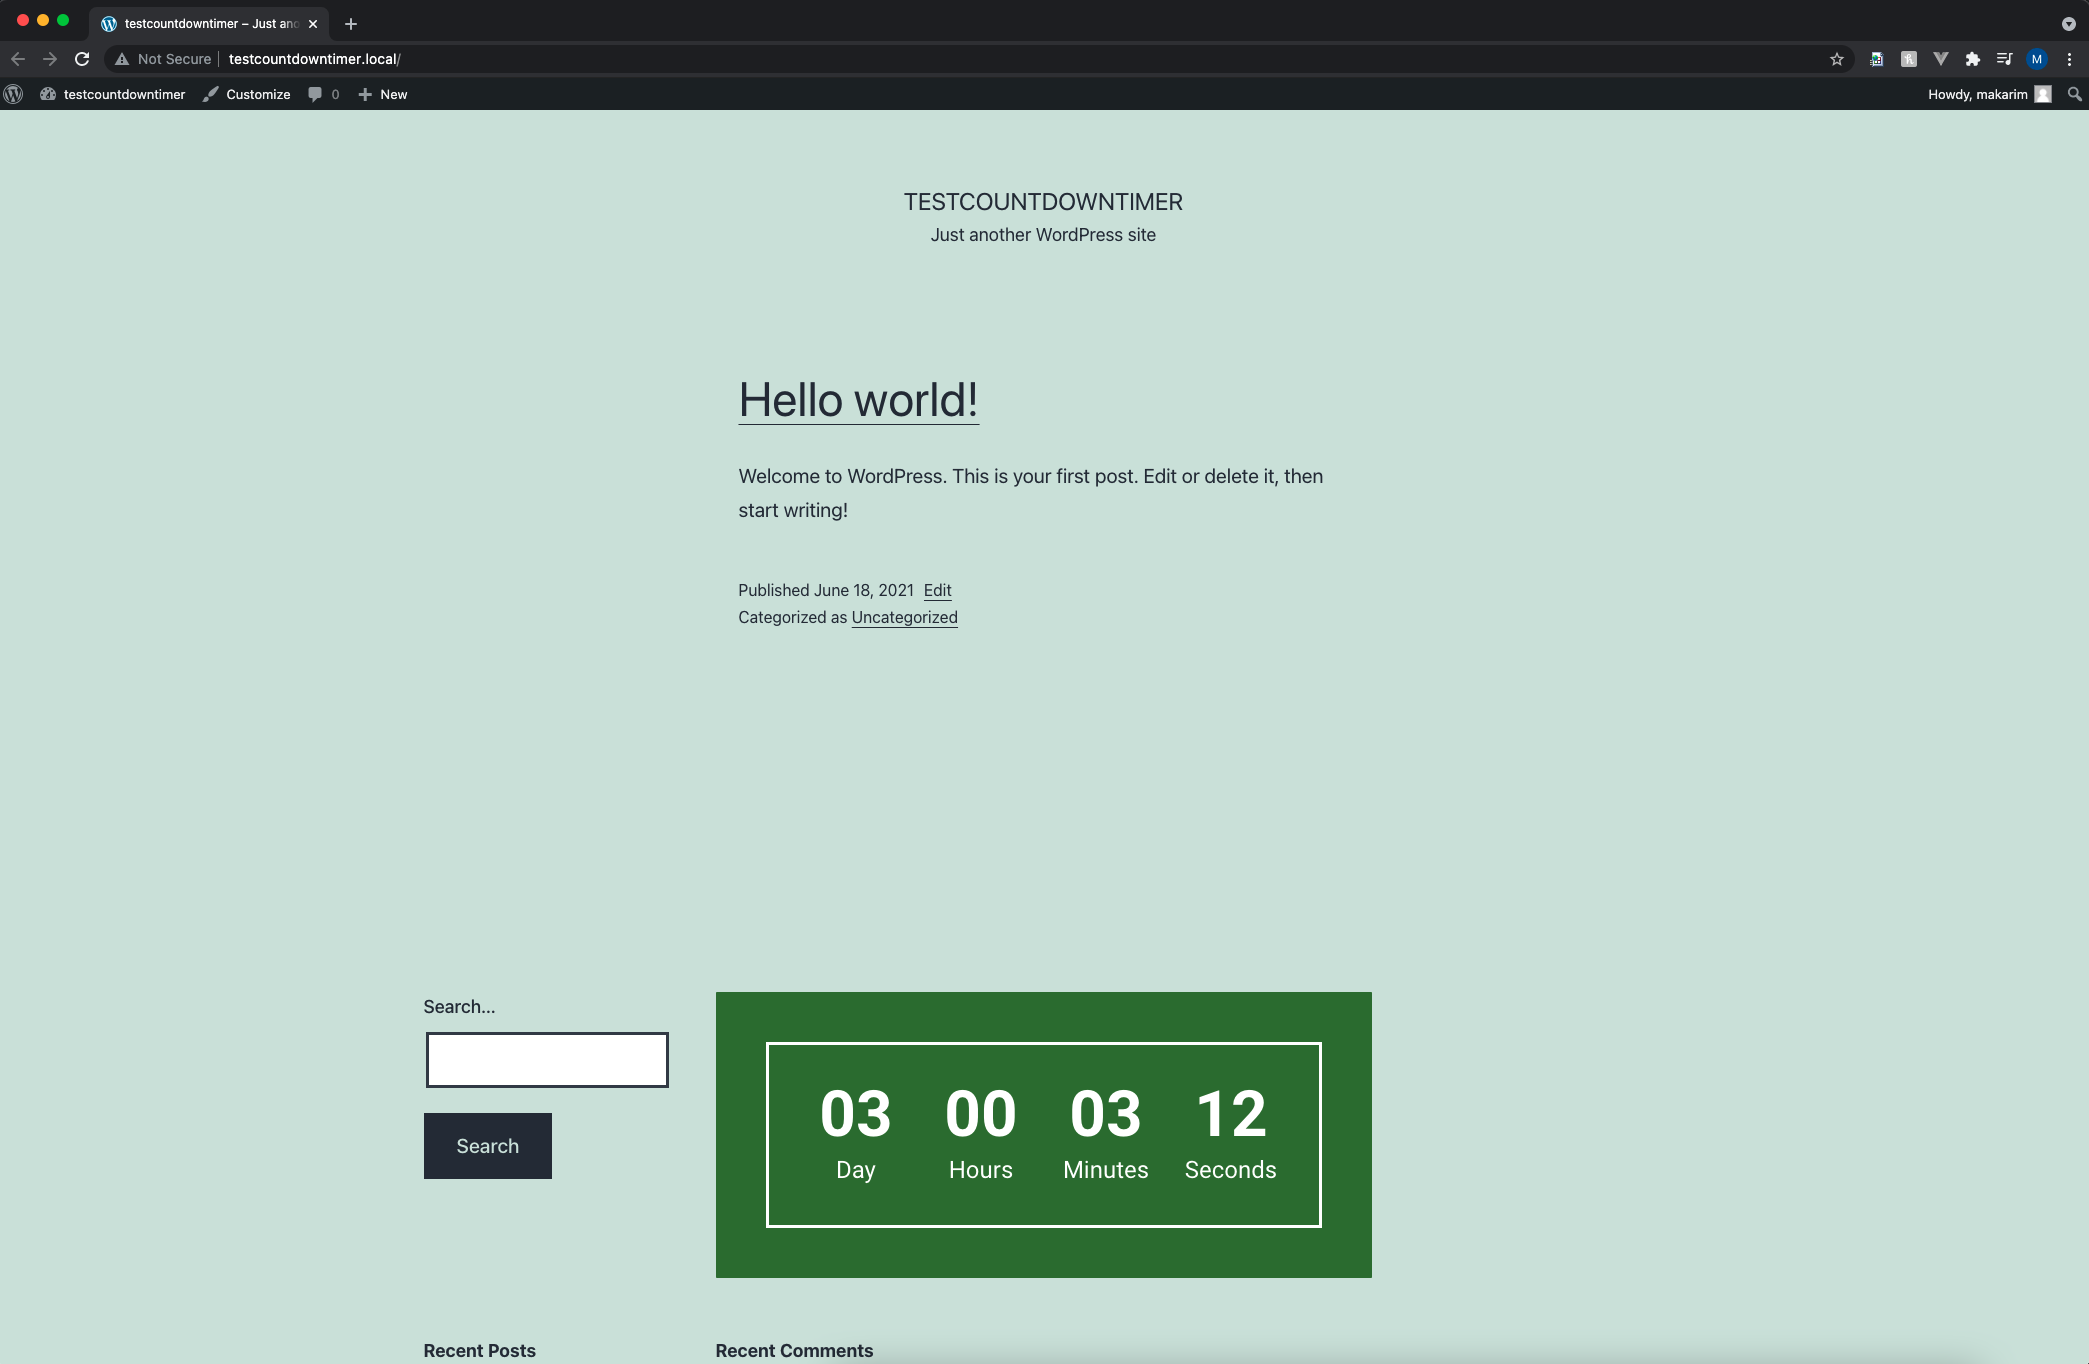 testcountdowntimer – Just ano
Not Secure
testcountdowntimer.local/
M
testcountdowntimer
Customize
0
New
Howdy, makarim
TESTCOUNTDOWNTIMER
Just another WordPress site
Hello world!
Welcome to WordPress. This is your first post. Edit or delete it, then
start writing!
Published June 18, 2021 Edit
Categorized as Uncategorized
Search...
Search
03 00 03 12
Day Hours Minutes Seconds
Recent Posts
Recent Comments